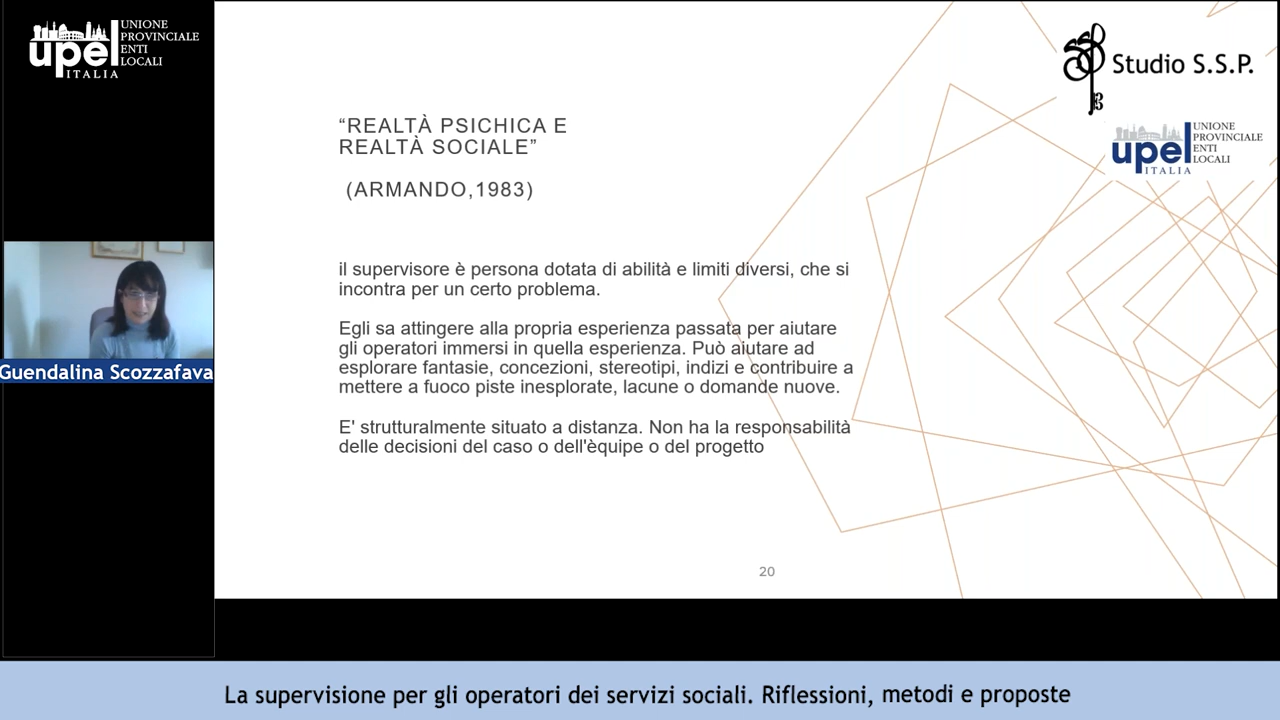 upel
UNIONE
PROVINCIALE
ENTI
LOCALI
ITALIA
Studio S.S.P.
upel
UNIONE
PROVINCIALE
ENTI
LOCALI
ITALIA
“REALTÀ PSICHICA E
REALTÀ SOCIALE”
(ARMANDO,1983)
il supervisore è persona dotata di abilità e limiti diversi, che si
incontra per un certo problema.
Egli sa attingere alla propria esperienza passata per aiutare
gli operatori immersi in quella esperienza. Può aiutare ad
esplorare fantasie, concezioni, stereotipi, indizi e contribuire a
mettere a fuoco piste inesplorate, lacune o domande nuove.
E' strutturalmente situato a distanza. Non ha la responsabilità
delle decisioni del caso o dell'èquipe o del progetto
20
Guendalina Scozzafava
La supervisione per gli operatori dei servizi sociali. Riflessioni, metodi e proposte